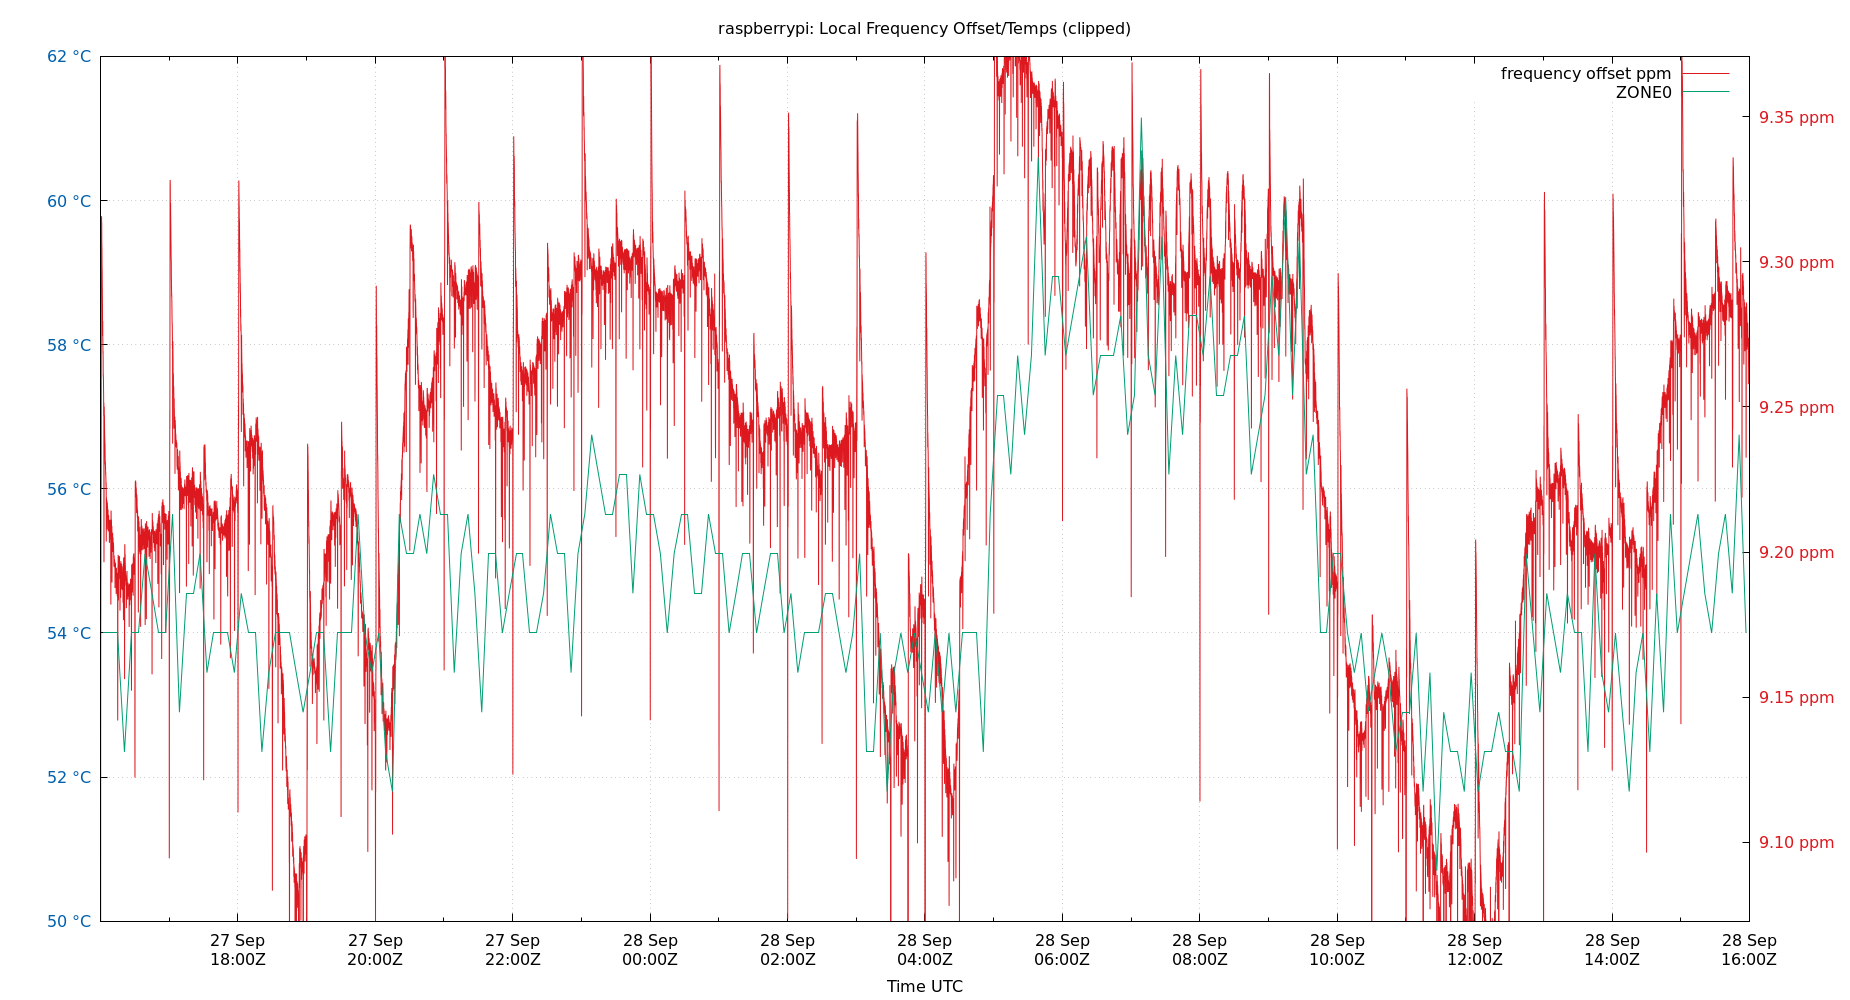 raspberrypi: Local Frequency Offset/Temps (clipped)
62 °C
60 °C
58 °C
56 °C
54 °C
52 °C
50 °C
frequency offset ppm
ZONE0
9.35 ppm
9.30 ppm
9.25 ppm
9.20 ppm
9.15 ppm
9.10 ppm
27 Sep 27 Sep 27 Sep 28 Sep 28 Sep 28 Sep 28 Sep 28 Sep 28 Sep 28 Sep 28 Sep 28 Sep
18:00Z 20:00Z 22:00Z 00:00Z 02:00Z 04:00Z 06:00Z 08:00Z 10:00Z 12:00Z 14:00Z 16:00Z
Time UTC